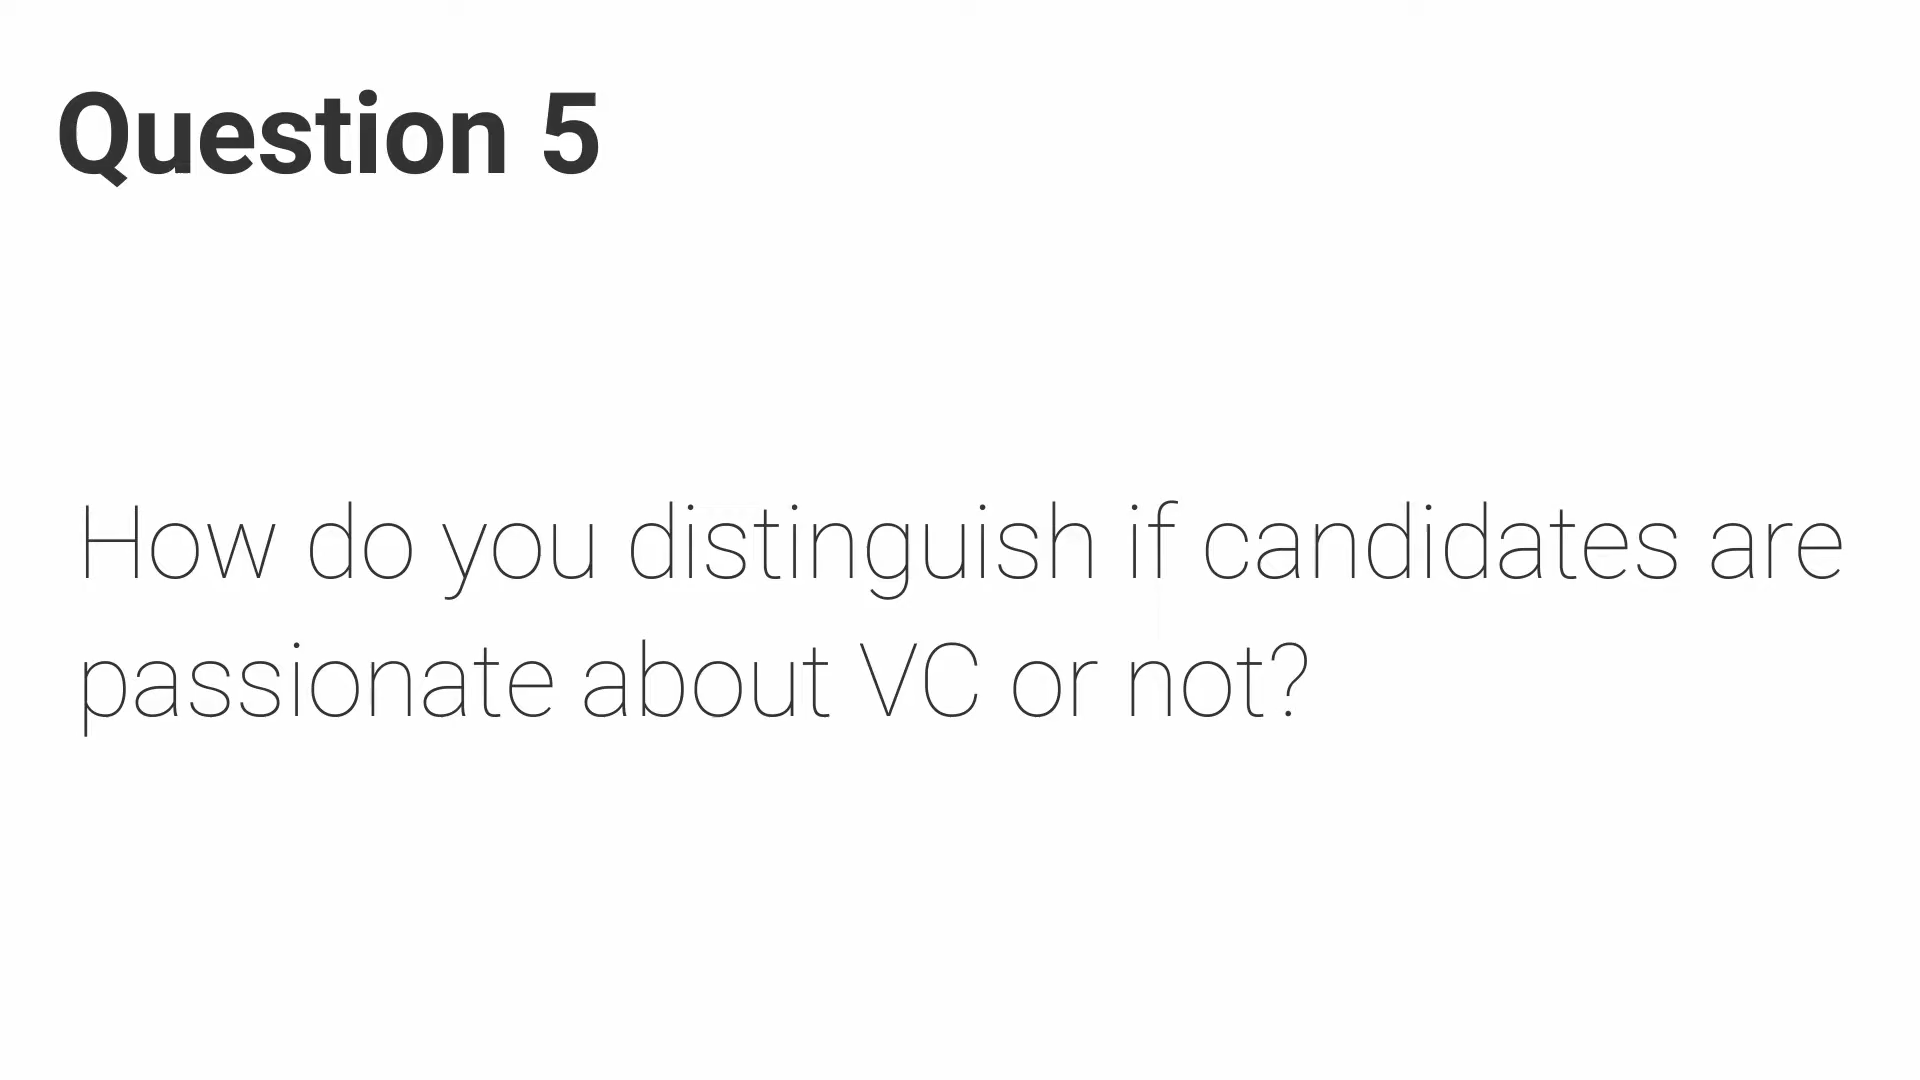 Question 5
How do you distinguish if candidates are
passionate about VC or not?